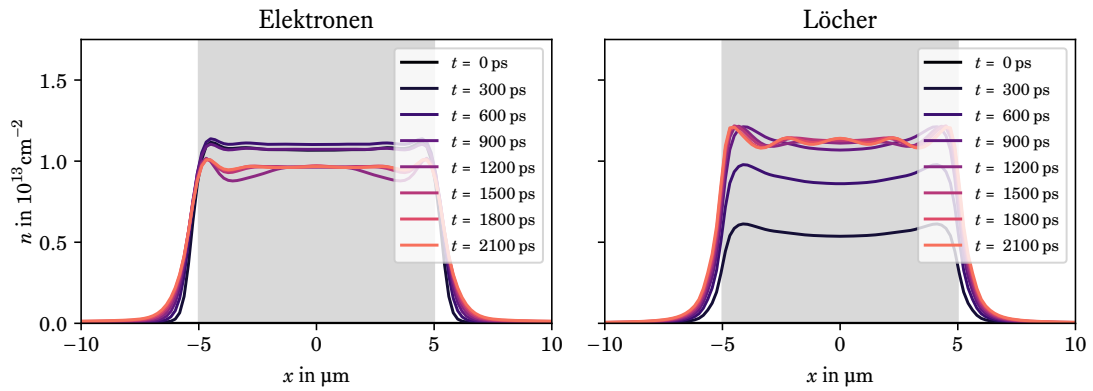 Elektronen
n in 10¹³ cm⁻²
1.5
1.0
0.5
0.0
−10
−5
0
5
10
x in µm
t = 0 ps
t = 300 ps
t = 600 ps
t = 900 ps
t = 1200 ps
t = 1500 ps
t = 1800 ps
t = 2100 ps
Löcher
−10
−5
0
5
10
x in µm
t = 0 ps
t = 300 ps
t = 600 ps
t = 900 ps
t = 1200 ps
t = 1500 ps
t = 1800 ps
t = 2100 ps